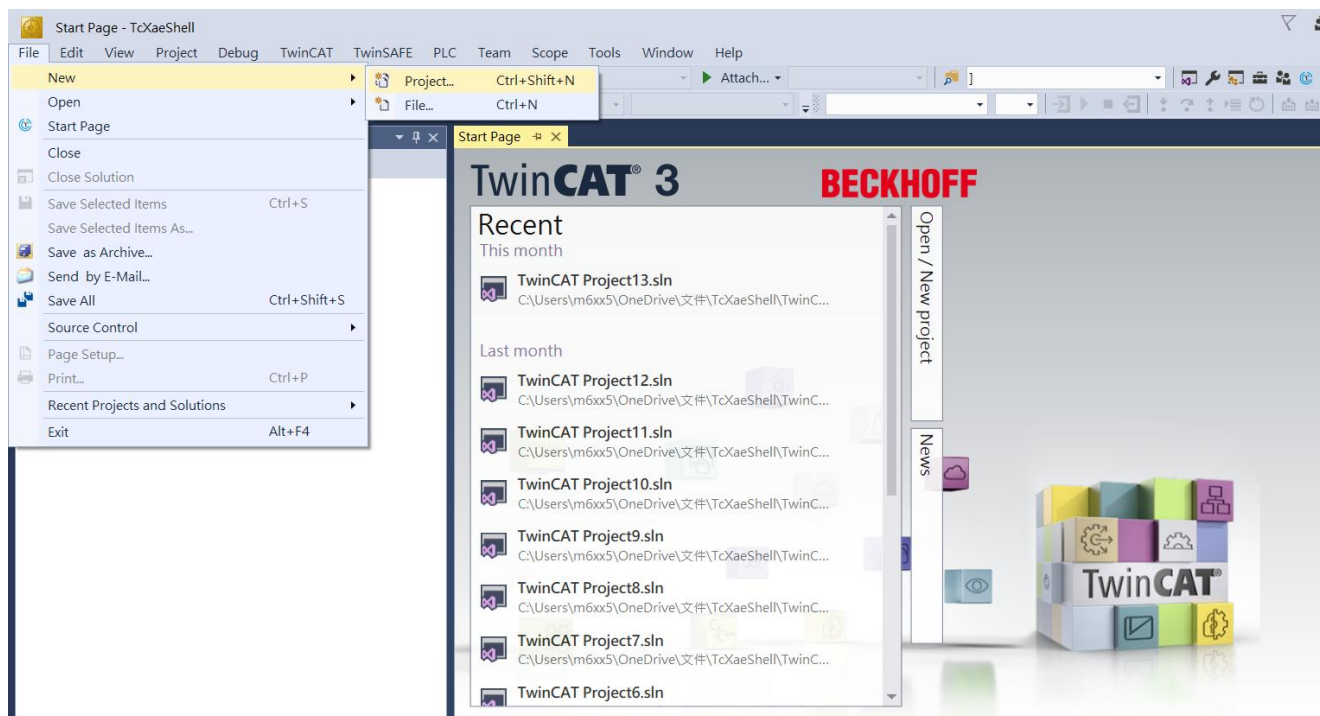 Start Page - TcXaeShell
File Edit View Project Debug TwinCAT TwinSAFE PLC Team Scope Tools Window Help
New
Project... Ctrl+Shift+N
Attach...
]
Open
File... Ctrl+N
Start Page
Start Page
Close
Close Solution
Save Selected Items Ctrl+S
Save Selected Items As...
Save as Archive...
Send by E-Mail...
Save All Ctrl+Shift+S
Source Control
Page Setup...
Print... Ctrl+P
Recent Projects and Solutions
Exit Alt+F4
TwinCAT® 3
BECKHOFF
Recent
This month
TwinCAT Project13.sln
C:\Users\m6xx5\OneDrive\文件\TcXaeShell\TwinC...
Last month
TwinCAT Project12.sln
C:\Users\m6xx5\OneDrive\文件\TcXaeShell\TwinC...
TwinCAT Project11.sln
C:\Users\m6xx5\OneDrive\文件\TcXaeShell\TwinC...
TwinCAT Project10.sln
C:\Users\m6xx5\OneDrive\文件\TcXaeShell\TwinC...
TwinCAT Project9.sln
C:\Users\m6xx5\OneDrive\文件\TcXaeShell\TwinC...
TwinCAT Project8.sln
C:\Users\m6xx5\OneDrive\文件\TcXaeShell\TwinC...
TwinCAT Project7.sln
C:\Users\m6xx5\OneDrive\文件\TcXaeShell\TwinC...
TwinCAT Project6.sln
Open / New project
News
TwinCAT®